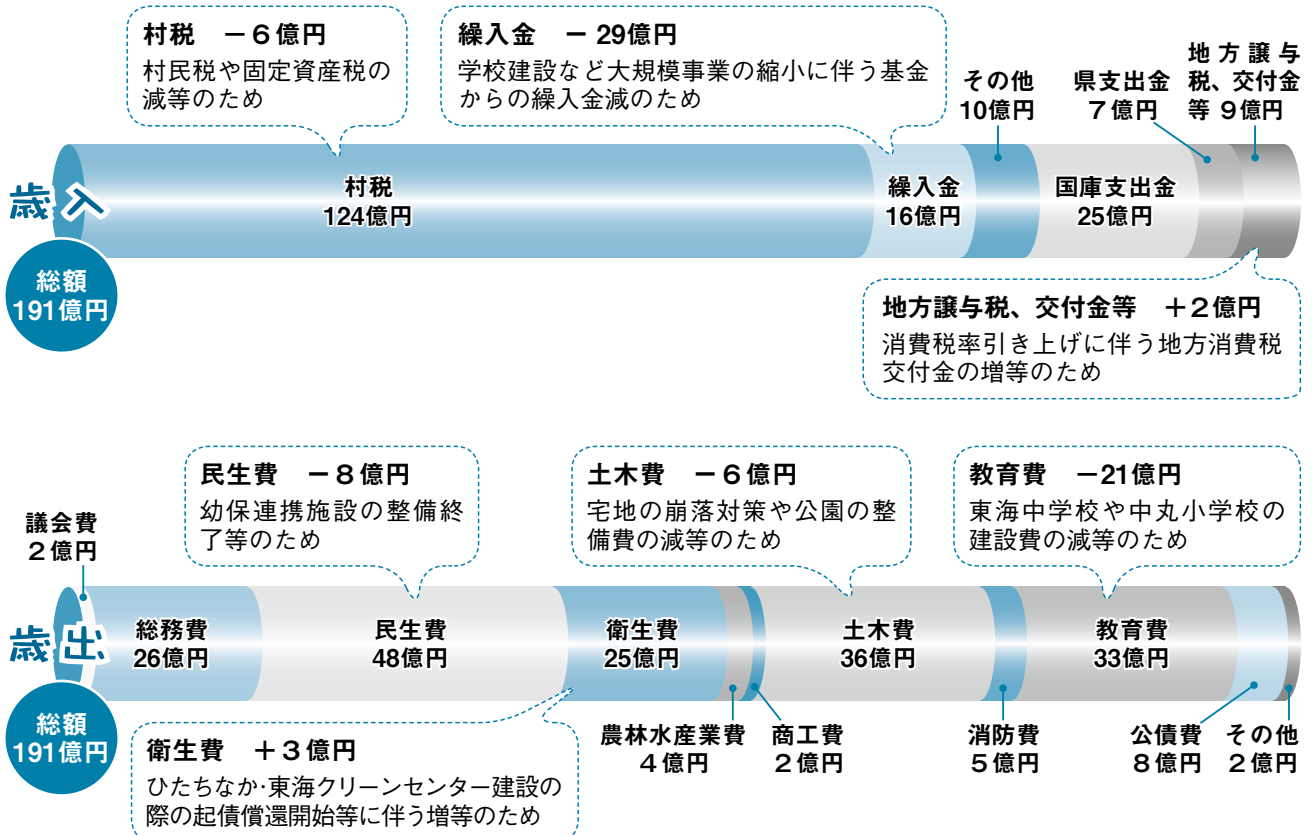 村税　－６億円
村民税や固定資産税の
減等のため
繰入金　－ 29億円
学校建設など大規模事業の縮小に伴う基金
からの繰入金減のため
その他
10億円
県支出金
７億円
地方譲与
税、交付金
等 ９億円
歳入
総額
191億円
村税
124億円
繰入金
16億円
国庫支出金
25億円
地方譲与税、交付金等　＋２億円
消費税率引き上げに伴う地方消費税
交付金の増等のため
民生費　－８億円
幼保連携施設の整備終
了等のため
土木費　－６億円
宅地の崩落対策や公園の整
備費の減等のため
教育費　－21億円
東海中学校や中丸小学校の
建設費の減等のため
議会費
２億円
歳出
総額
191億円
総務費
26億円
民生費
48億円
衛生費
25億円
土木費
36億円
教育費
33億円
衛生費　＋３億円
ひたちなか･東海クリーンセンター建設の
際の起債償還開始等に伴う増等のため
農林水産業費
４億円
商工費
２億円
消防費
５億円
公債費
８億円
その他
２億円